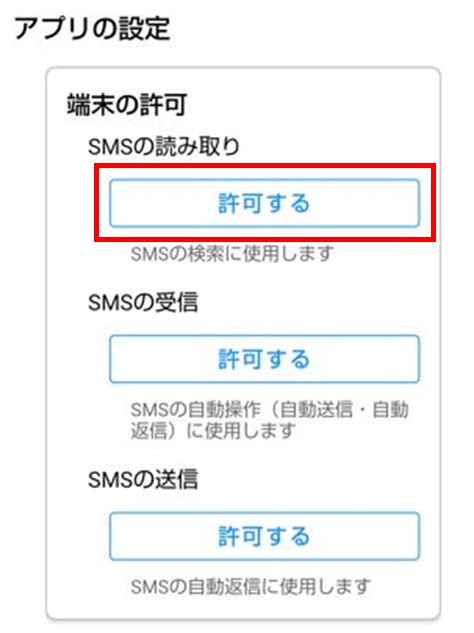 アプリの設定
端末の許可
SMSの読み取り
許可する
SMSの検索に使用します
SMSの受信
許可する
SMSの自動操作（自動送信・自動
返信）に使用します
SMSの送信
許可する
SMSの自動返信に使用します